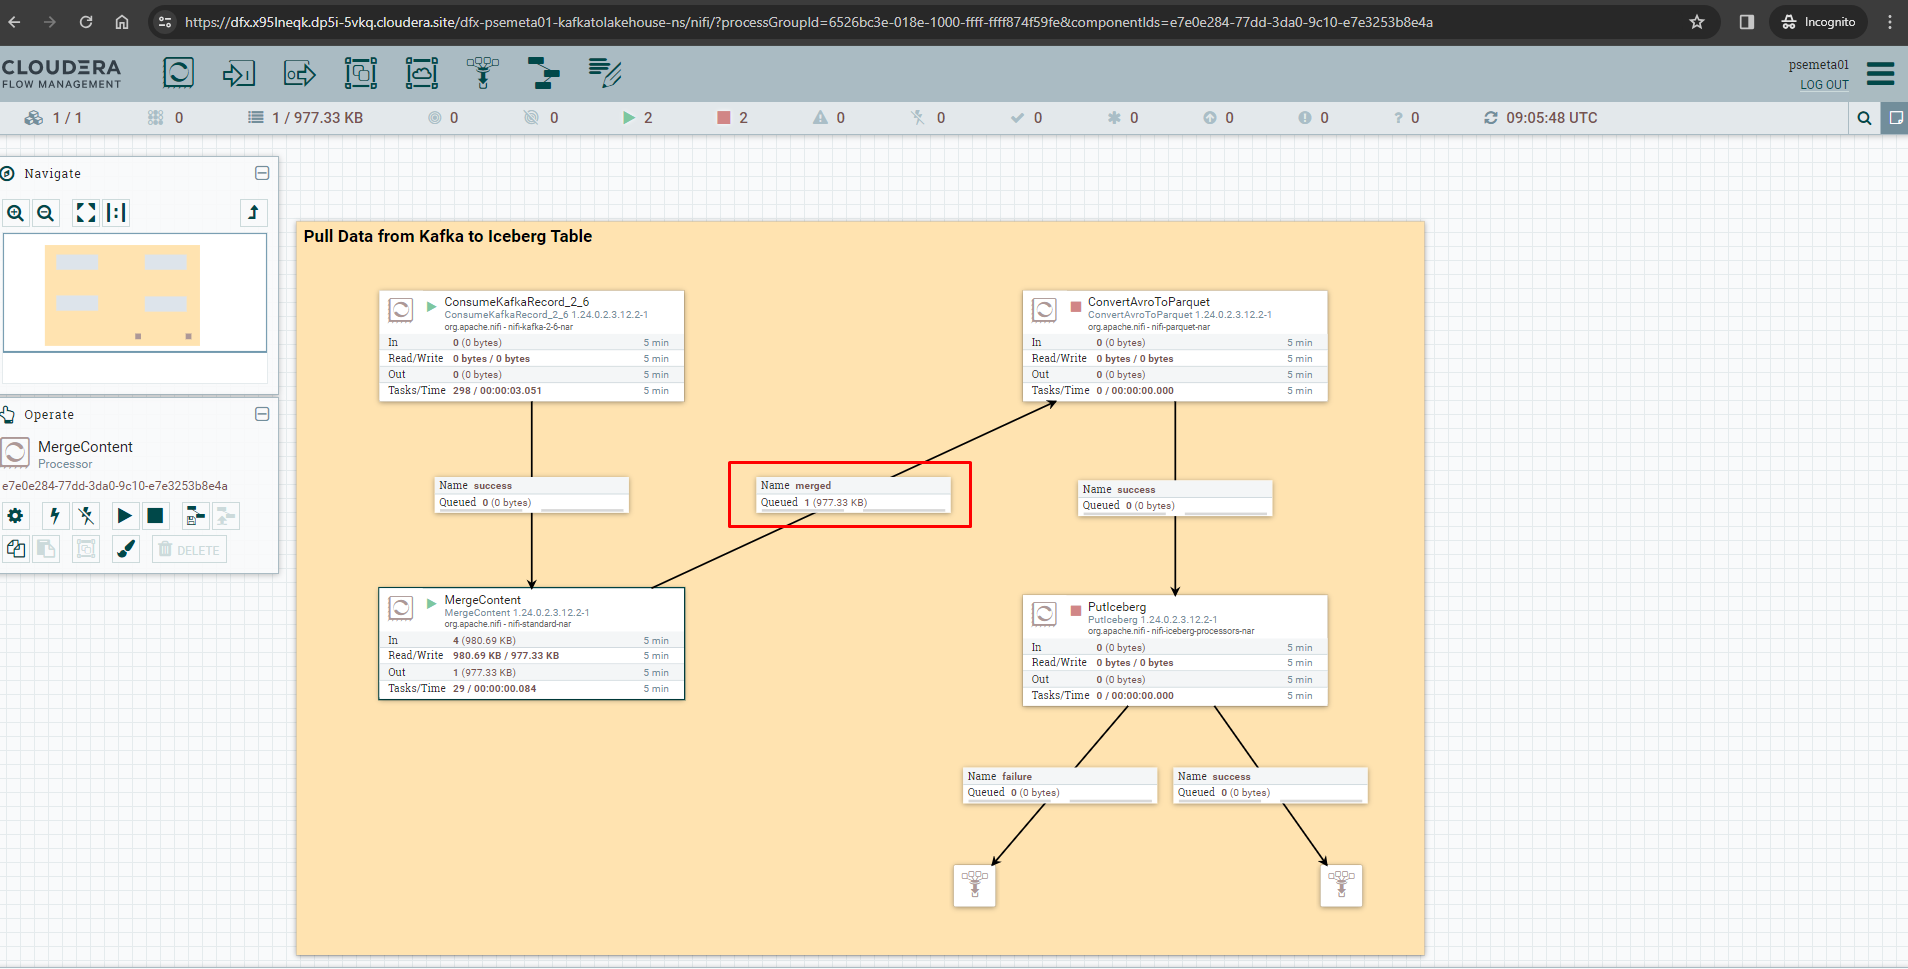 https://dfx.x95lneqk.dp5i-5vkq.cloudera.site/dfx-psemeta01-kafkatolakehouse-ns/nifi/?processGroupId=6526bc3e-018e-1000-ffff-ffff874f59fe&componentIds=e7e0e284-77dd-3da0-9c10-e7e3253b8e4a
Incognito
CLOUDERA
FLOW MANAGEMENT
psemeta01
LOG OUT
1 / 1
0
1 / 977.33 KB
0
0
2
2
0
0
0
0
0
0
? 0
09:05:48 UTC
Navigate
Operate
MergeContent
Processor
e7e0e284-77dd-3da0-9c10-e7e3253b8e4a
DELETE
Pull Data from Kafka to Iceberg Table
ConsumeKafkaRecord_2_6
ConsumeKafkaRecord_2_6 1.24.0.2.3.12.2-1
org.apache.nifi - nifi-kafka-2-6-nar
In 0 (0 bytes) 5 min
Read/Write 0 bytes / 0 bytes 5 min
Out 0 (0 bytes) 5 min
Tasks/Time 298 / 00:00:03.051 5 min
Name success
Queued 0 (0 bytes)
MergeContent
MergeContent 1.24.0.2.3.12.2-1
org.apache.nifi - nifi-standard-nar
In 4 (980.69 KB) 5 min
Read/Write 980.69 KB / 977.33 KB 5 min
Out 1 (977.33 KB) 5 min
Tasks/Time 29 / 00:00:00.084 5 min
Name merged
Queued 1 (977.33 KB)
ConvertAvroToParquet
ConvertAvroToParquet 1.24.0.2.3.12.2-1
org.apache.nifi - nifi-parquet-nar
In 0 (0 bytes) 5 min
Read/Write 0 bytes / 0 bytes 5 min
Out 0 (0 bytes) 5 min
Tasks/Time 0 / 00:00:00.000 5 min
Name success
Queued 0 (0 bytes)
PutIceberg
PutIceberg 1.24.0.2.3.12.2-1
org.apache.nifi - nifi-iceberg-processors-nar
In 0 (0 bytes) 5 min
Read/Write 0 bytes / 0 bytes 5 min
Out 0 (0 bytes) 5 min
Tasks/Time 0 / 00:00:00.000 5 min
Name failure
Queued 0 (0 bytes)
Name success
Queued 0 (0 bytes)